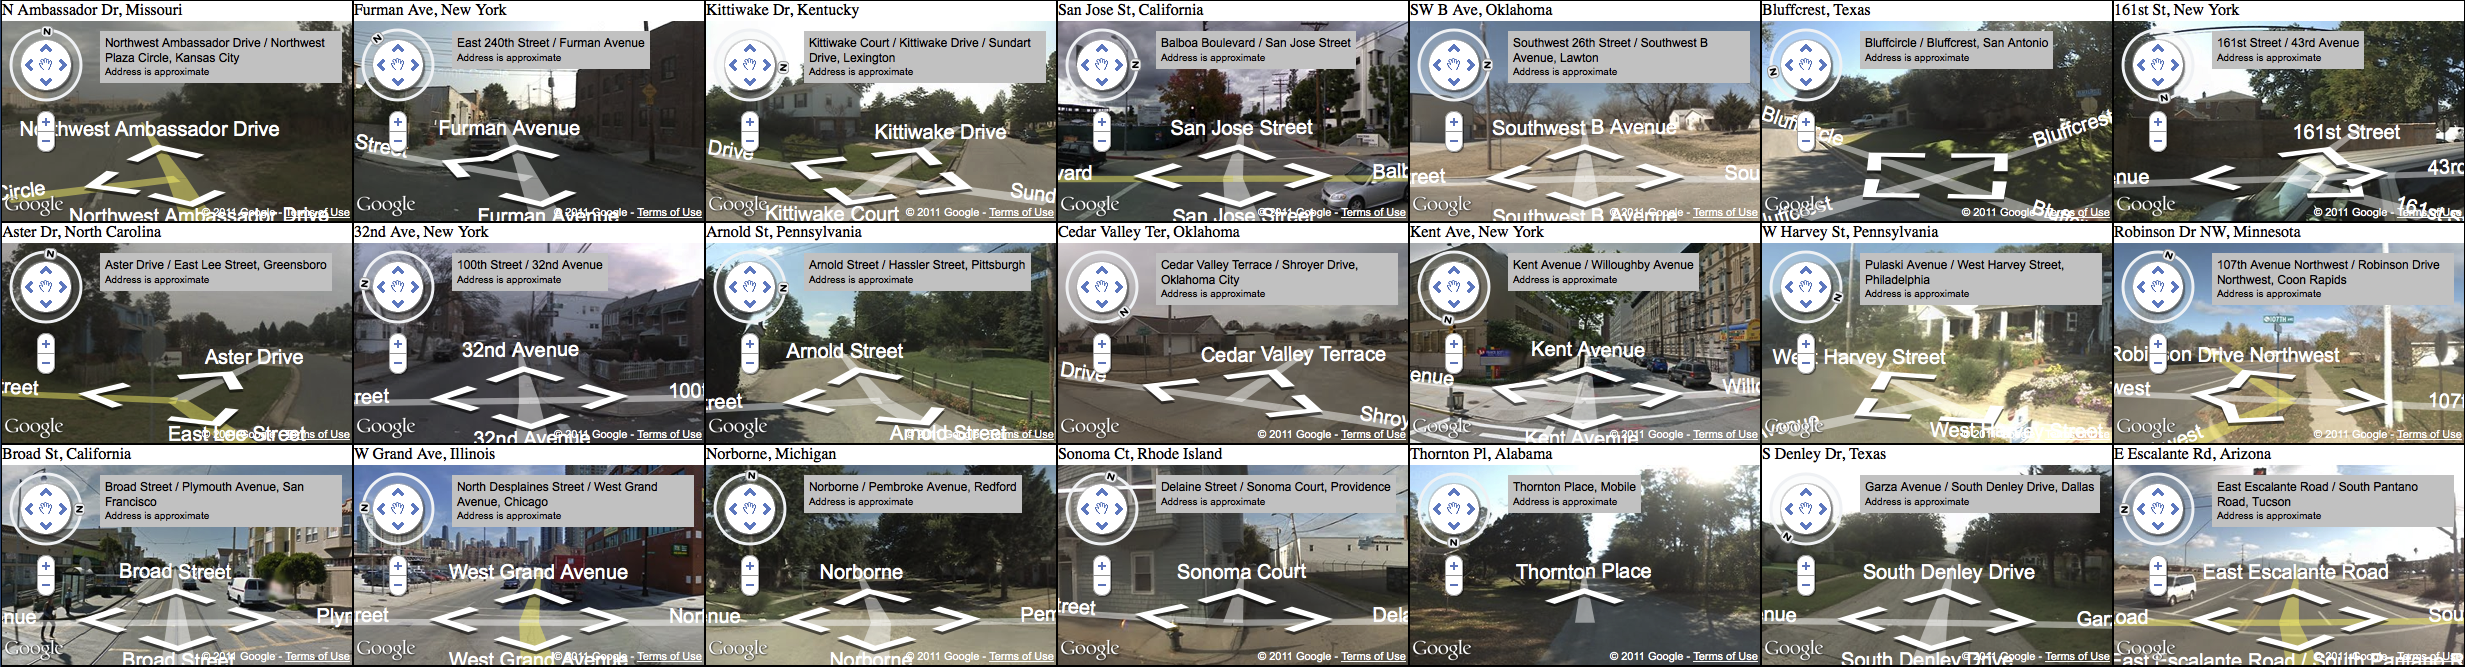 N Ambassador Dr, Missouri
N
Northwest Ambassador Drive / Northwest
Plaza Circle, Kansas City
Address is approximate
Northwest Ambassador Drive
Circle
Northwest Ambassador Drive
Google
© 2011 Google - Terms of Use
Furman Ave, New York
N
East 240th Street / Furman Avenue
Address is approximate
Furman Avenue
Street
Furman Avenue
Google
© 2011 Google - Terms of Use
Kittiwake Dr, Kentucky
N
Kittiwake Court / Kittiwake Drive / Sundart
Drive, Lexington
Address is approximate
Kittiwake Drive
Drive
Sund
Kittiwake Court
Google
© 2011 Google - Terms of Use
San Jose St, California
N
Balboa Boulevard / San Jose Street
Address is approximate
San Jose Street
vard
Balb
San Jose Street
Google
© 2011 Google - Terms of Use
SW B Ave, Oklahoma
N
Southwest 26th Street / Southwest B
Avenue, Lawton
Address is approximate
Southwest B Avenue
reet
Sou
Southwest B Avenue
Google
© 2011 Google - Terms of Use
Bluffcrest, Texas
N
Bluffcircle / Bluffcrest, San Antonio
Address is approximate
Bluffcircle
Bluffcrest
Bluffcrest
Google
© 2011 Google - Terms of Use
161st St, New York
N
161st Street / 43rd Avenue
Address is approximate
161st Street
nue
43rd
161st S
Google
© 2011 Google - Terms of Use
Aster Dr, North Carolina
N
Aster Drive / East Lee Street, Greensboro
Address is approximate
Aster Drive
reet
East Lee Street
Google
© 2011 Google - Terms of Use
32nd Ave, New York
N
100th Street / 32nd Avenue
Address is approximate
32nd Avenue
reet
100t
32nd Avenue
Google
© 2011 Google - Terms of Use
Arnold St, Pennsylvania
N
Arnold Street / Hassler Street, Pittsburgh
Address is approximate
Arnold Street
reet
Arnold Street
Google
© 2011 Google - Terms of Use
Cedar Valley Ter, Oklahoma
N
Cedar Valley Terrace / Shroyer Drive,
Oklahoma City
Address is approximate
Cedar Valley Terrace
Drive
Shroy
Google
© 2011 Google - Terms of Use
Kent Ave, New York
N
Kent Avenue / Willoughby Avenue
Address is approximate
Kent Avenue
enue
Willo
Kent Avenue
Google
© 2011 Google - Terms of Use
W Harvey St, Pennsylvania
N
Pulaski Avenue / West Harvey Street,
Philadelphia
Address is approximate
West Harvey Street
West Harvey Street
Google
© 2011 Google - Terms of Use
Robinson Dr NW, Minnesota
N
107th Avenue Northwest / Robinson Drive
Northwest, Coon Rapids
Address is approximate
107TH
Robinson Drive Northwest
west
107t
west
Google
© 2011 Google - Terms of Use
Broad St, California
N
Broad Street / Plymouth Avenue, San
Francisco
Address is approximate
Broad Street
nue
Plyn
Broad Street
Google
© 2011 Google - Terms of Use
W Grand Ave, Illinois
N
North Desplaines Street / West Grand
Avenue, Chicago
Address is approximate
West Grand Avenue
reet
Nor
West Grand Avenue
Google
© 2011 Google - Terms of Use
Norborne, Michigan
N
Norborne / Pembroke Avenue, Redford
Address is approximate
Norborne
nue
Pem
Norborne
Google
© 2011 Google - Terms of Use
Sonoma Ct, Rhode Island
N
Delaine Street / Sonoma Court, Providence
Address is approximate
Sonoma Court
treet
Dela
Google
© 2011 Google - Terms of Use
Thornton Pl, Alabama
N
Thornton Place, Mobile
Address is approximate
Thornton Place
Google
© 2011 Google - Terms of Use
S Denley Dr, Texas
N
Garza Avenue / South Denley Drive, Dallas
Address is approximate
South Denley Drive
nue
Gar
South Denley Drive
Google
© 2011 Google - Terms of Use
E Escalante Rd, Arizona
N
East Escalante Road / South Pantano
Road, Tucson
Address is approximate
East Escalante Road
oad
Sou
East Escalante Road / South Pantano R
Google
© 2011 Google - Terms of Use